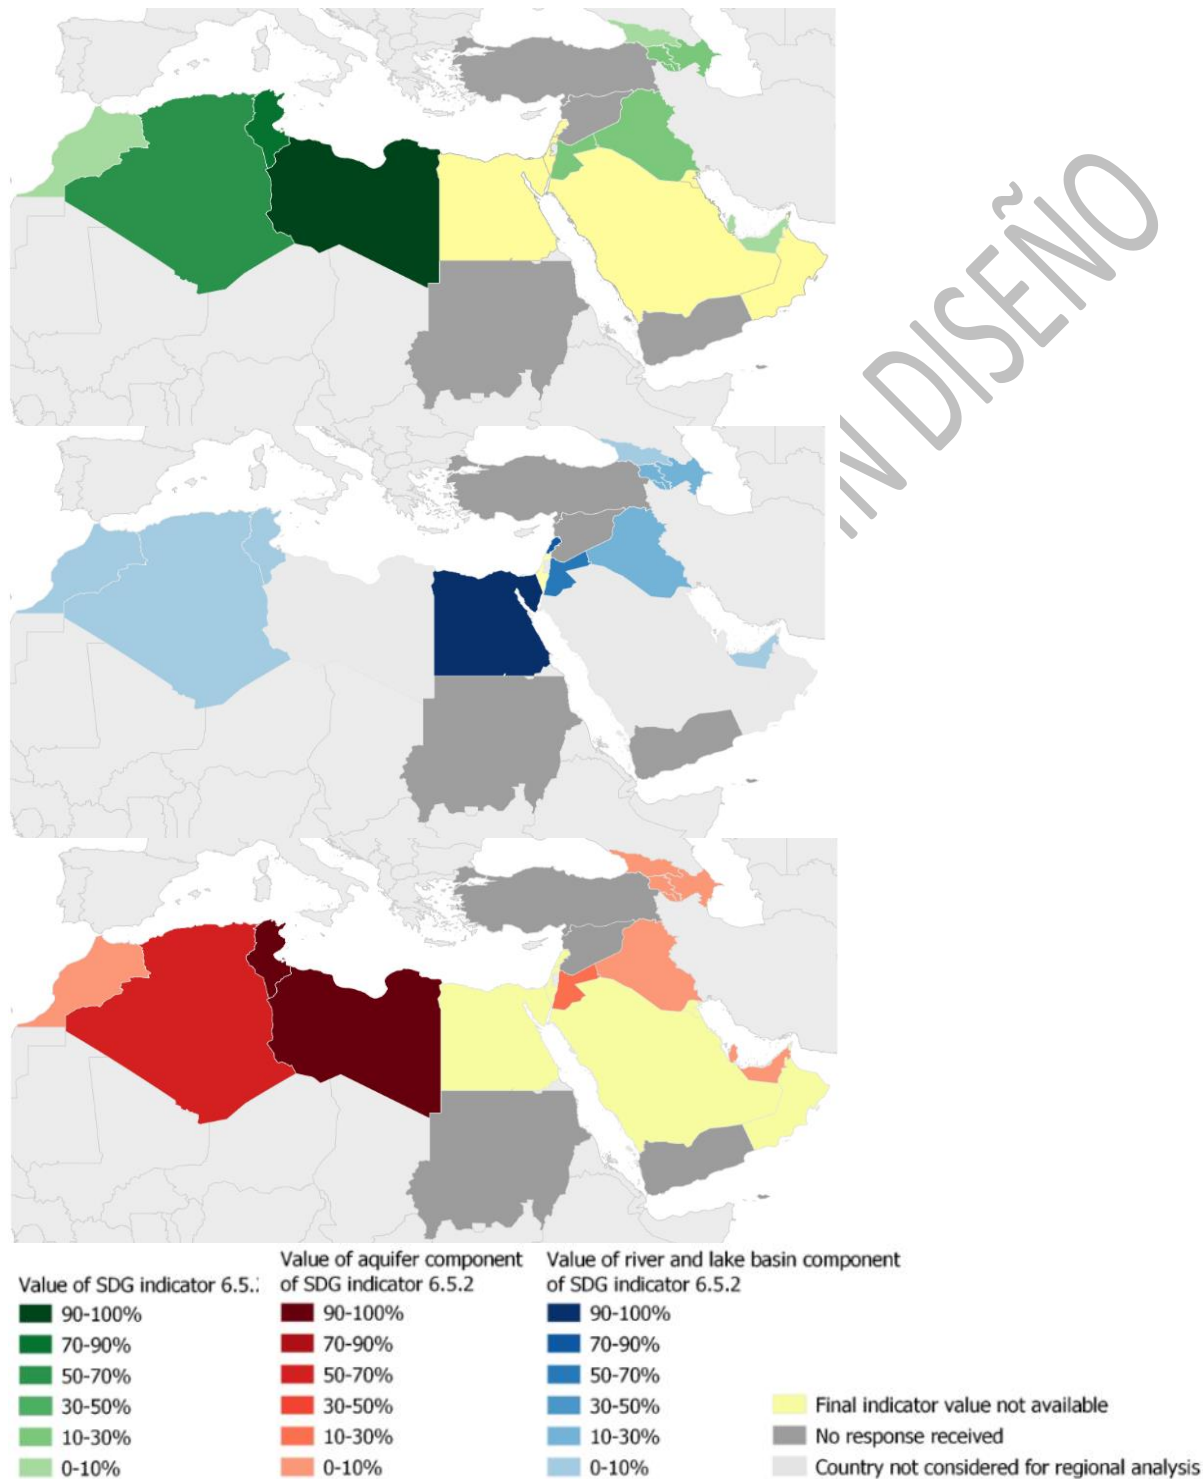 EN DISEÑO
Value of SDG indicator 6.5.
90-100%
70-90%
50-70%
30-50%
10-30%
0-10%
Value of aquifer component
of SDG indicator 6.5.2
90-100%
70-90%
50-70%
30-50%
10-30%
0-10%
Value of river and lake basin component
of SDG indicator 6.5.2
90-100%
70-90%
50-70%
30-50%
10-30%
0-10%
Final indicator value not available
No response received
Country not considered for regional analysis